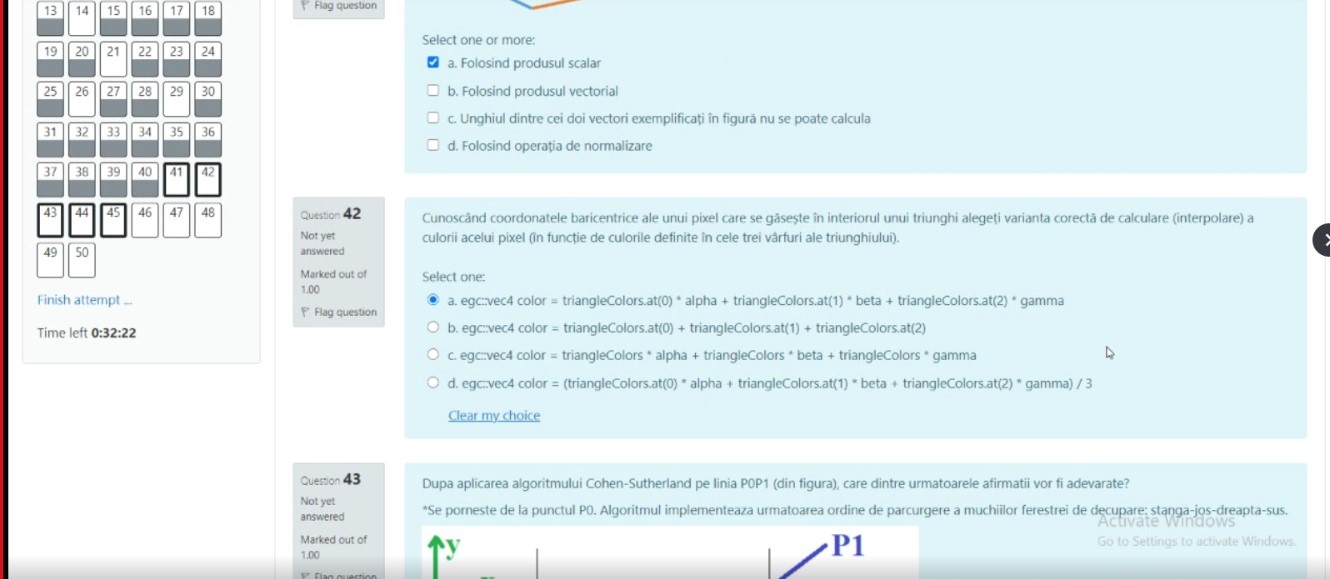 13 14 15 16 17 18
19 20 21 22 23 24
25 26 27 28 29 30
31 32 33 34 35 36
37 38 39 40 41 42
43 44 45 46 47 48
49 50
Finish attempt ...
Time left 0:32:22
Flag question
Select one or more:
a. Folosind produsul scalar
b. Folosind produsul vectorial
c. Unghiul dintre cei doi vectori exemplificați în figură nu se poate calcula
d. Folosind operația de normalizare
Question 42
Not yet
answered
Marked out of
1.00
Flag question
Cunoscând coordonatele baricentrice ale unui pixel care se găsește în interiorul unui triunghi alegeți varianta corectă de calculare (interpolare) a
culorii acelui pixel (în funcție de culorile definite în cele trei vârfuri ale triunghiului).
Select one:
a. egc::vec4 color = triangleColors.at(0) * alpha + triangleColors.at(1) * beta + triangleColors.at(2) * gamma
b. egc::vec4 color = triangleColors.at(0) + triangleColors.at(1) + triangleColors.at(2)
c. egc::vec4 color = triangleColors * alpha + triangleColors * beta + triangleColors * gamma
d. egc::vec4 color = (triangleColors.at(0) * alpha + triangleColors.at(1) * beta + triangleColors.at(2) * gamma) / 3
Clear my choice
Question 43
Not yet
answered
Marked out of
1.00
Flag question
Dupa aplicarea algoritmului Cohen-Sutherland pe linia P0P1 (din figura), care dintre urmatoarele afirmatii vor fi adevarate?
*Se porneste de la punctul P0. Algoritmul implementeaza urmatoarea ordine de parcurgere a muchiilor ferestrei de decupare: stanga-jos-dreapta-sus.
Activate Windows
Go to Settings to activate Windows.
y
P1